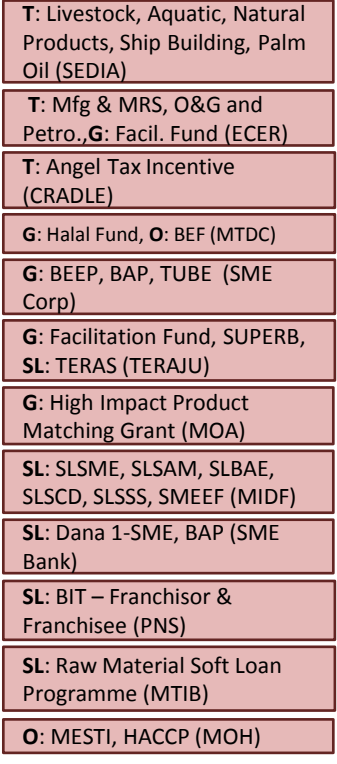 T: Livestock, Aquatic, Natural
Products, Ship Building, Palm
Oil (SEDIA)
T: Mfg & MRS, O&G and
Petro.,G: Facil. Fund (ECER)
T: Angel Tax Incentive
(CRADLE)
G: Halal Fund, O: BEF (MTDC)
G: BEEP, BAP, TUBE (SME
Corp)
G: Facilitation Fund, SUPERB,
SL: TERAS (TERAJU)
G: High Impact Product
Matching Grant (MOA)
SL: SLSME, SLSAM, SLBAE,
SLSCD, SLSSS, SMEEF (MIDF)
SL: Dana 1-SME, BAP (SME
Bank)
SL: BIT – Franchisor &
Franchisee (PNS)
SL: Raw Material Soft Loan
Programme (MTIB)
O: MESTI, HACCP (MOH)